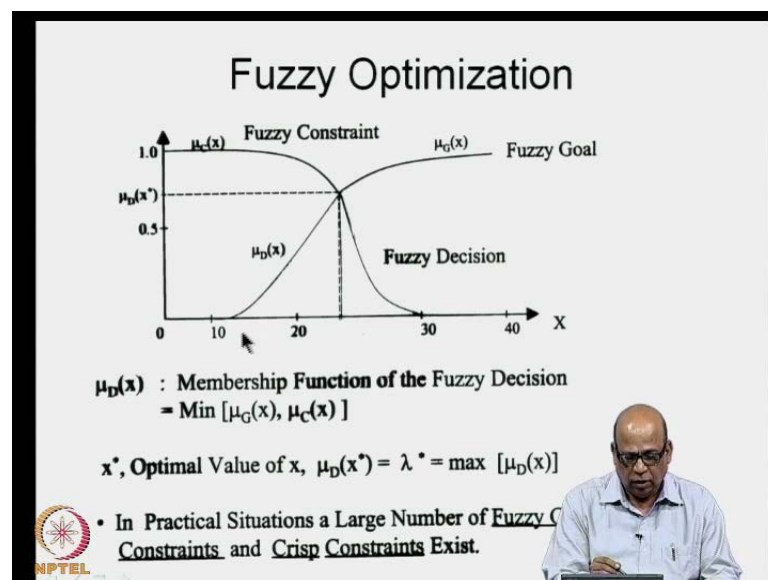 Fuzzy Optimization
μC(x) Fuzzy Constraint μG(x) Fuzzy Goal
1.0
μD(x*)
0.5
μD(x) Fuzzy Decision
0 10 20 30 40 X
μD(x) : Membership Function of the Fuzzy Decision
= Min [μG(x), μC(x) ]
x*, Optimal Value of x, μD(x*) = λ* = max [μD(x)]
• In Practical Situations a Large Number of Fuzzy
Constraints and Crisp Constraints Exist.
NPTEL